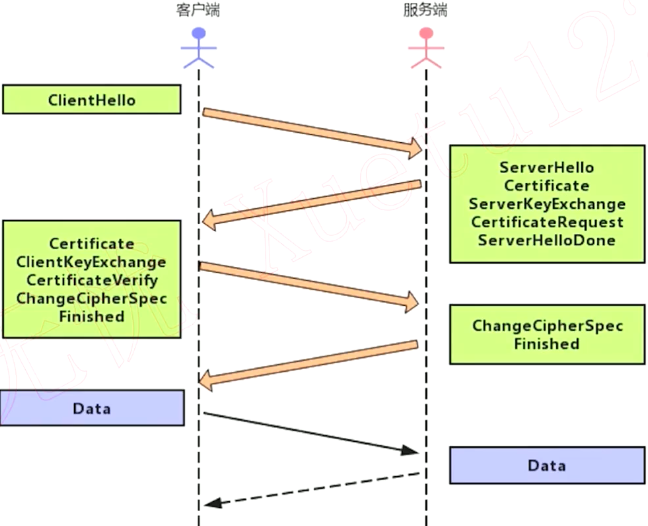 客户端
服务端
ClientHello
ServerHello
Certificate
ServerKeyExchange
CertificateRequest
ServerHelloDone
Certificate
ClientKeyExchange
CertificateVerify
ChangeCipherSpec
Finished
ChangeCipherSpec
Finished
Data
Data